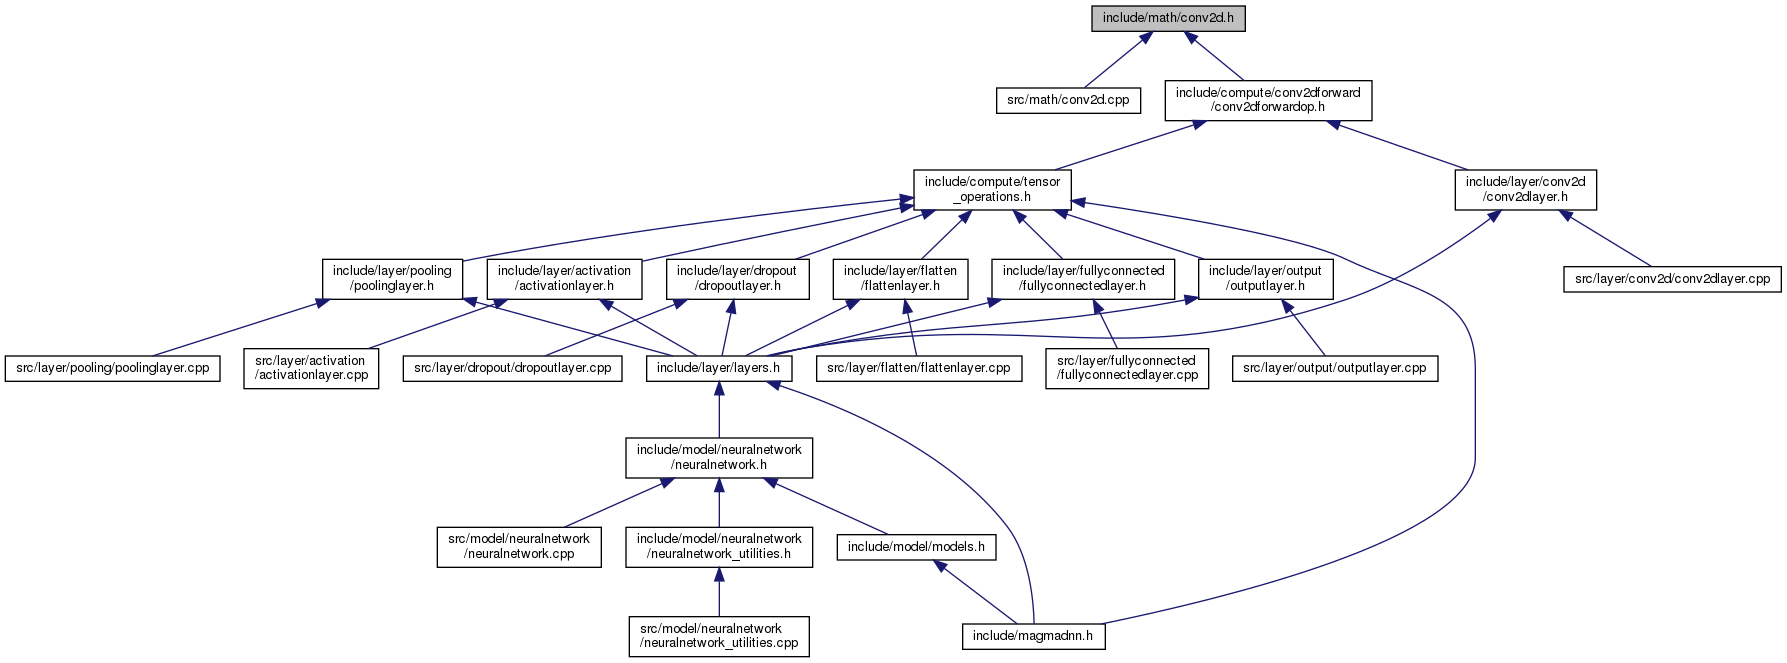 include/math/conv2d.h
src/math/conv2d.cpp
include/compute/conv2dforward
/conv2dforwardop.h
include/compute/tensor
_operations.h
include/layer/conv2d
/conv2dlayer.h
include/layer/pooling
/poolinglayer.h
include/layer/activation
/activationlayer.h
include/layer/dropout
/dropoutlayer.h
include/layer/flatten
/flattenlayer.h
include/layer/fullyconnected
/fullyconnectedlayer.h
include/layer/output
/outputlayer.h
src/layer/conv2d/conv2dlayer.cpp
src/layer/pooling/poolinglayer.cpp
src/layer/activation
/activationlayer.cpp
src/layer/dropout/dropoutlayer.cpp
include/layer/layers.h
src/layer/flatten/flattenlayer.cpp
src/layer/fullyconnected
/fullyconnectedlayer.cpp
src/layer/output/outputlayer.cpp
include/model/neuralnetwork
/neuralnetwork.h
src/model/neuralnetwork
/neuralnetwork.cpp
include/model/neuralnetwork
/neuralnetwork_utilities.h
include/model/models.h
src/model/neuralnetwork
/neuralnetwork_utilities.cpp
include/magmadnn.h